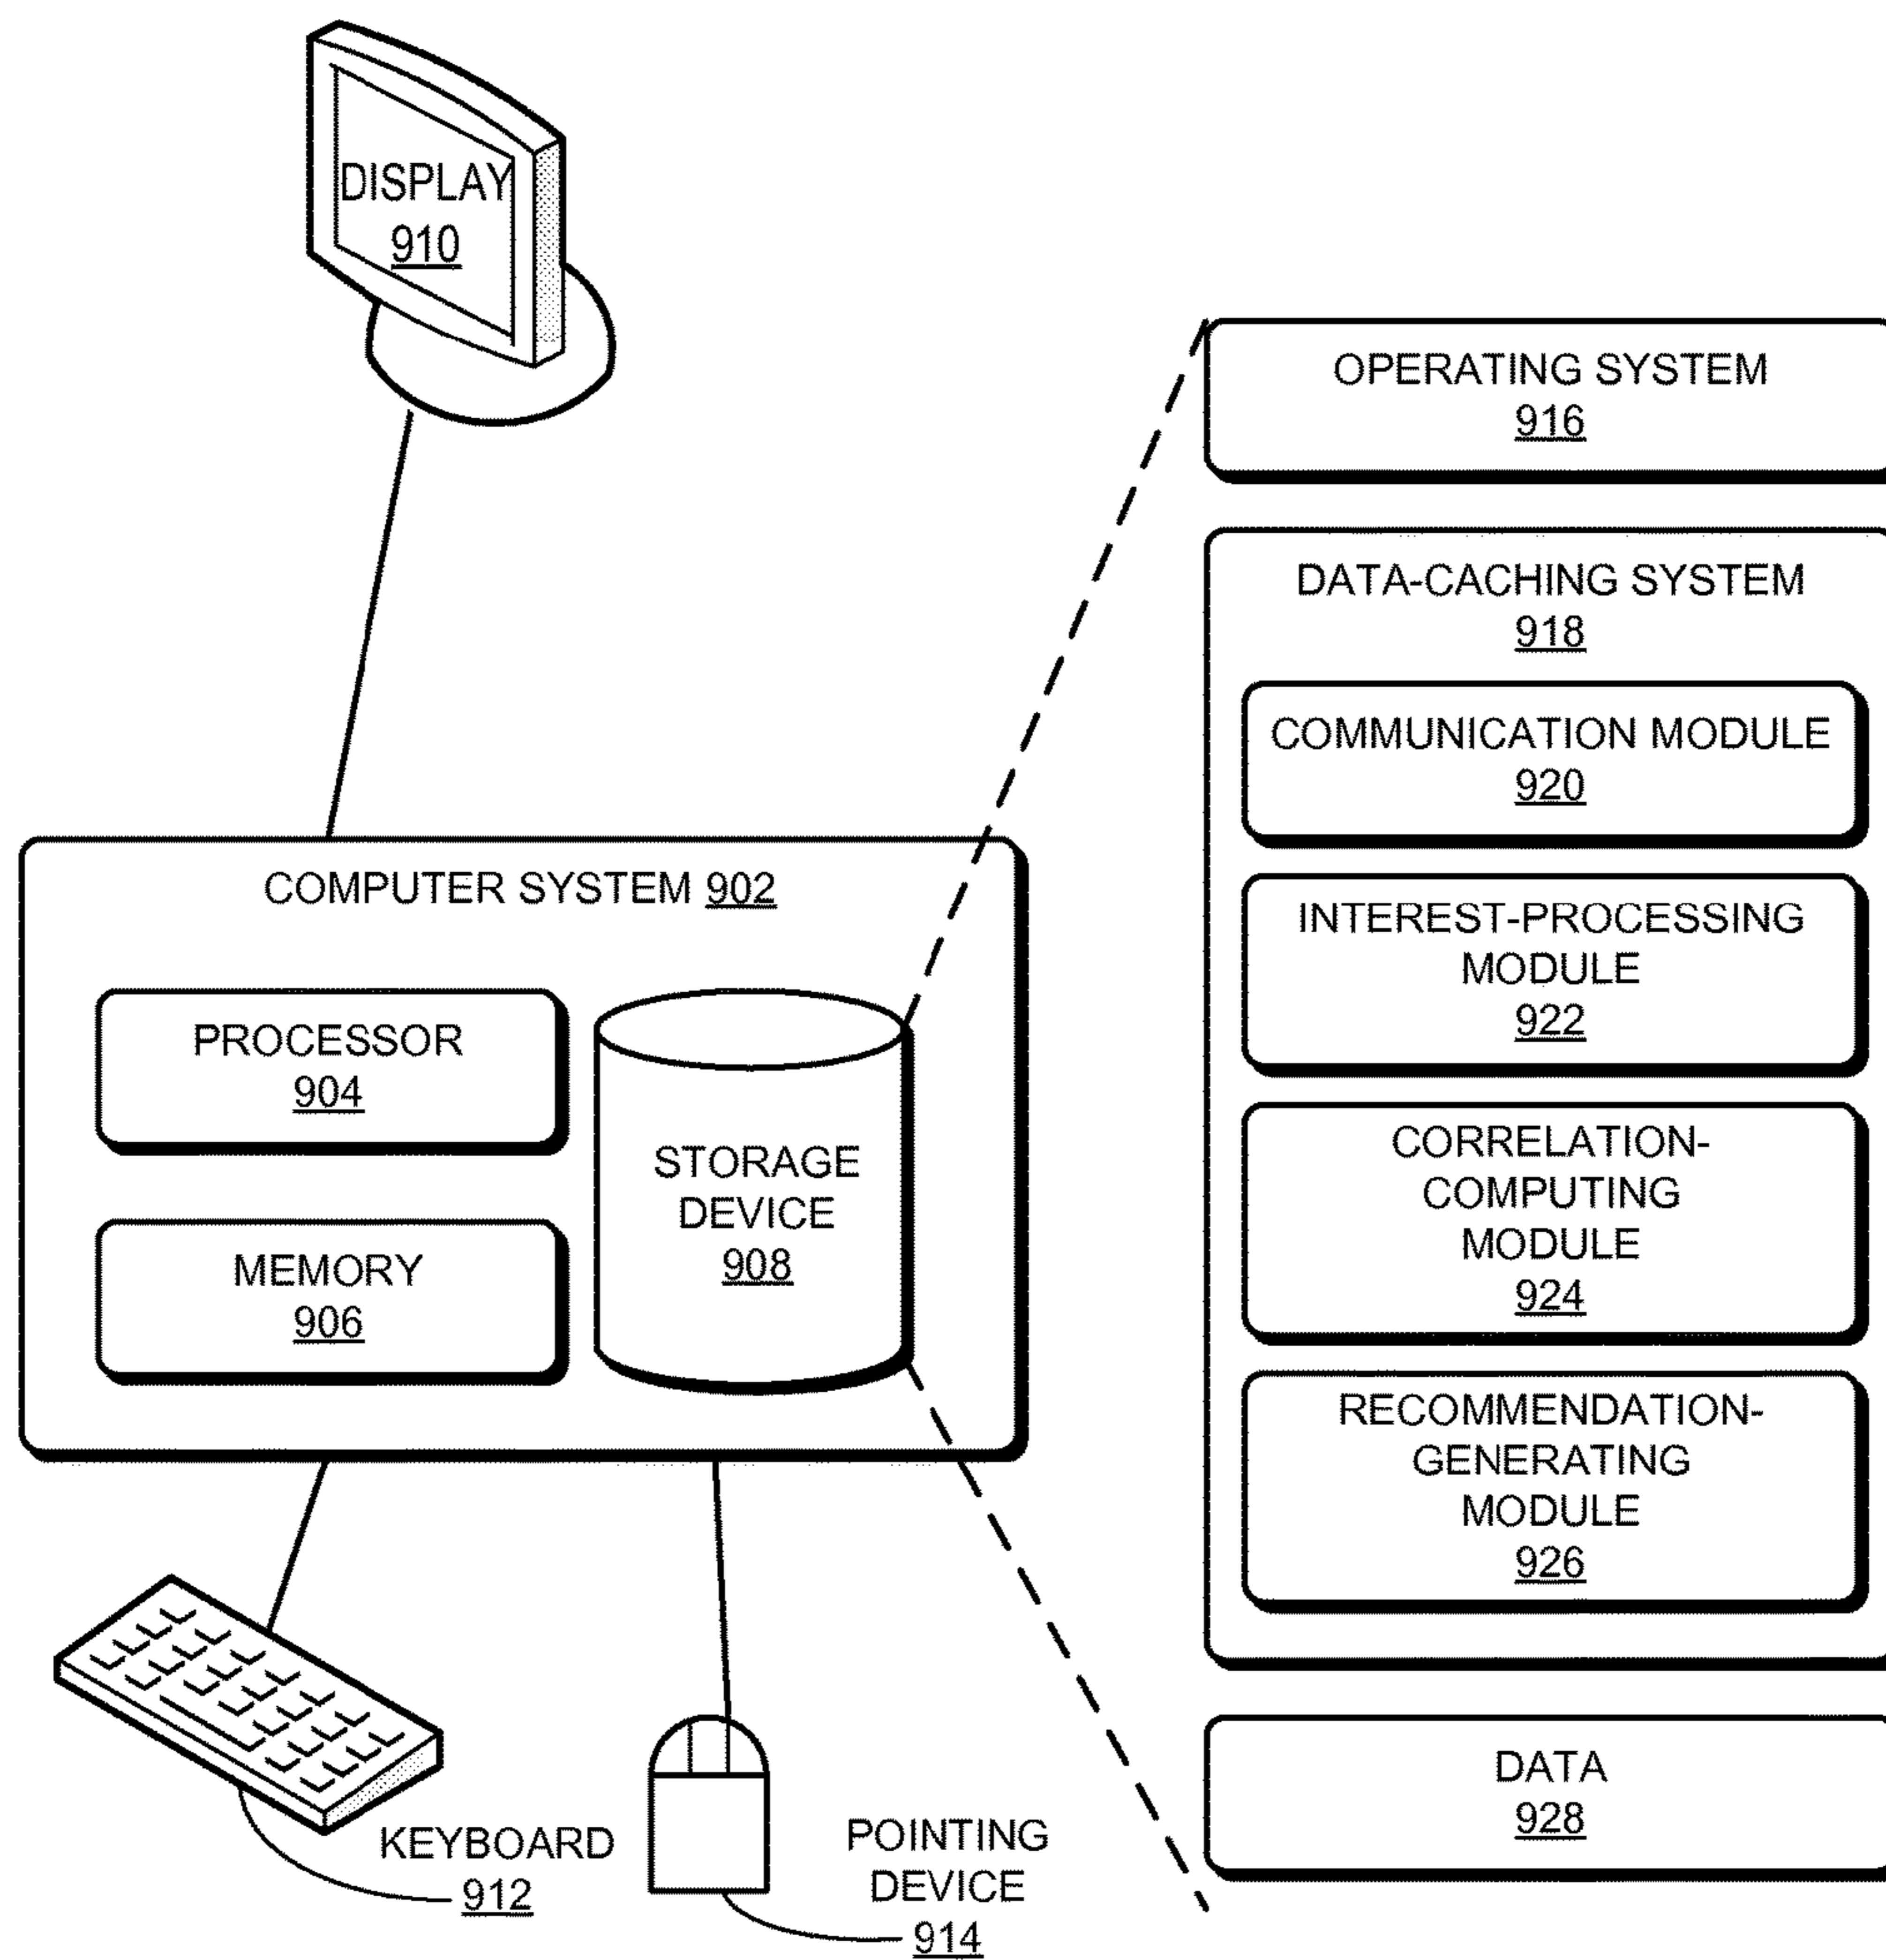 DISPLAY
910
COMPUTER SYSTEM 902
PROCESSOR
904
MEMORY
906
STORAGE
DEVICE
908
KEYBOARD
912
POINTING
DEVICE
914
OPERATING SYSTEM
916
DATA-CACHING SYSTEM
918
COMMUNICATION MODULE
920
INTEREST-PROCESSING
MODULE
922
CORRELATION-
COMPUTING
MODULE
924
RECOMMENDATION-
GENERATING
MODULE
926
DATA
928